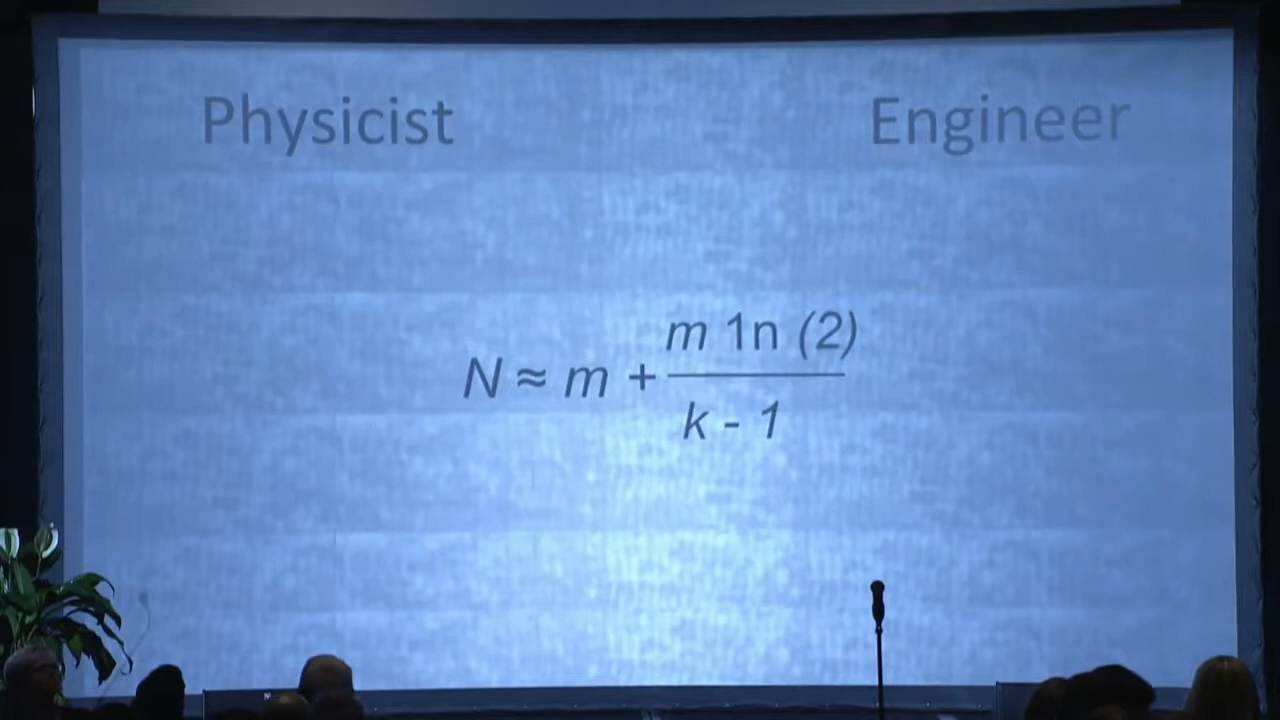 Physicist Engineer
m 1n (2)
N ≈ m +
k - 1